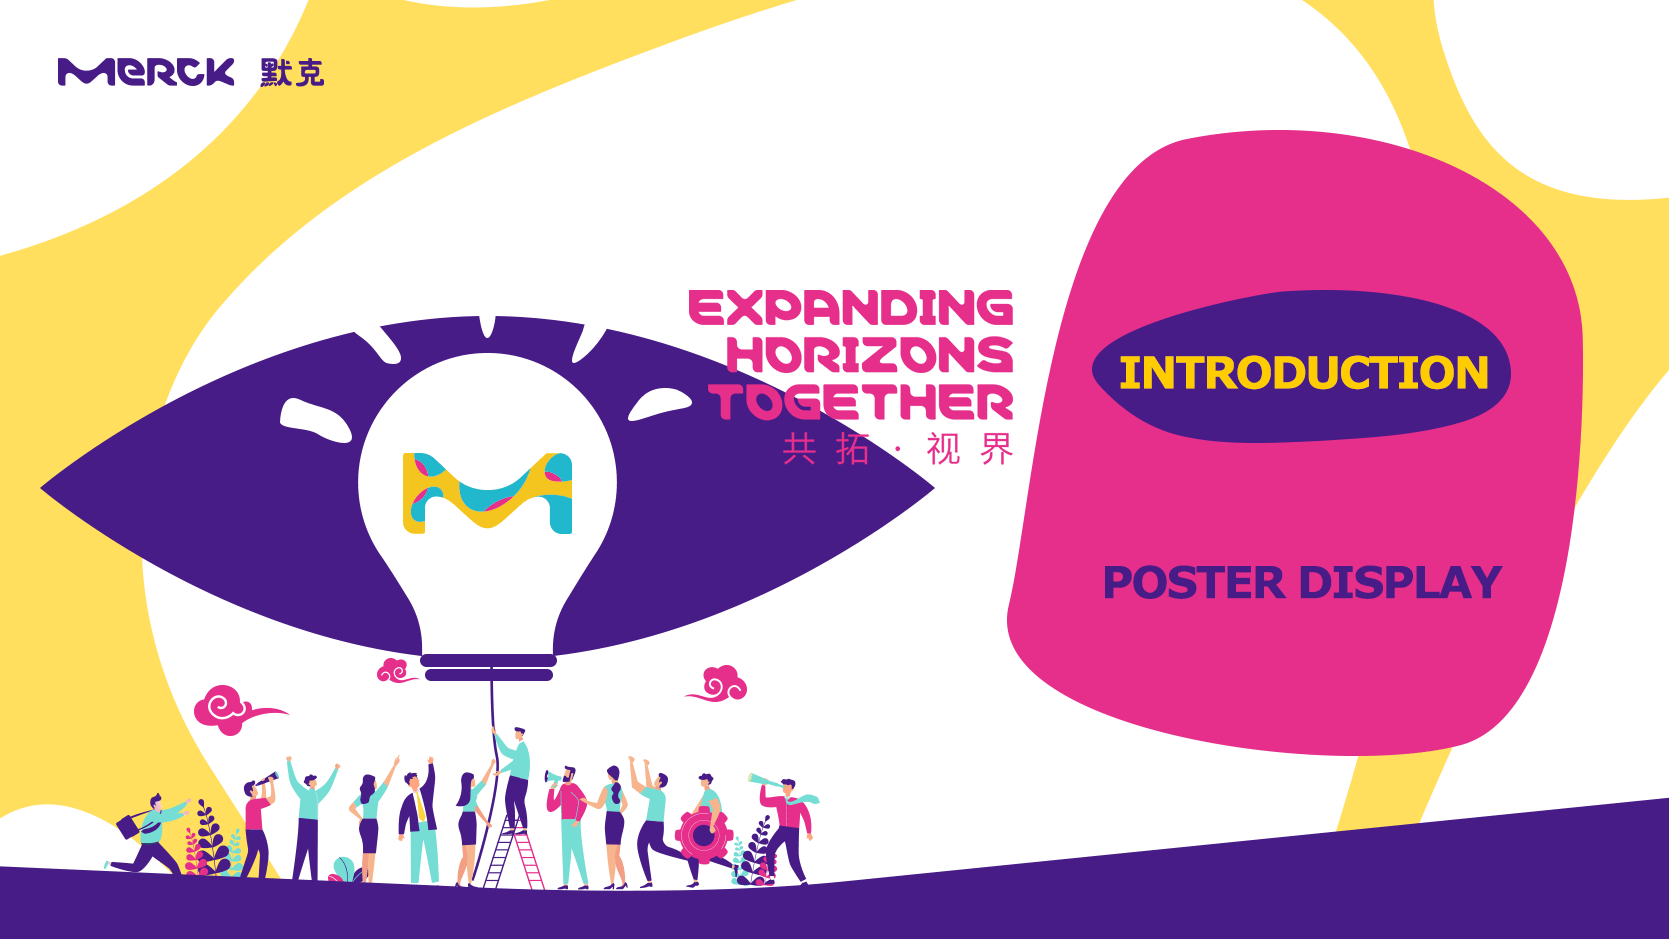 MERCK 默克
EXPANDING
HORIZONS
TOGETHER
共拓·视界
INTRODUCTION
POSTER DISPLAY